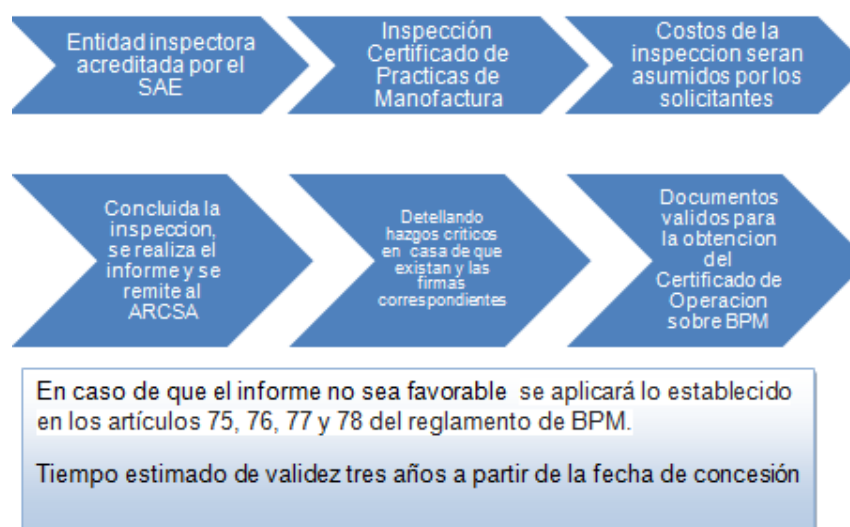 Entidad inspectora
acreditada por el
SAE
Inspección
Certificado de
Practicas de
Manofactura
Costos de la
inspeccion seran
asumidos por los
solicitantes
Concluida la
inspeccion,
se realiza el
informe y se
remite al
ARCSA
Detellando
hazgos criticos
en casa de que
existan y las
firmas
correspondientes
Documentos
validos para
la obtencion
del
Certificado de
Operacion
sobre BPM
En caso de que el informe no sea favorable se aplicará lo establecido
en los artículos 75, 76, 77 y 78 del reglamento de BPM.
Tiempo estimado de validez tres años a partir de la fecha de concesión